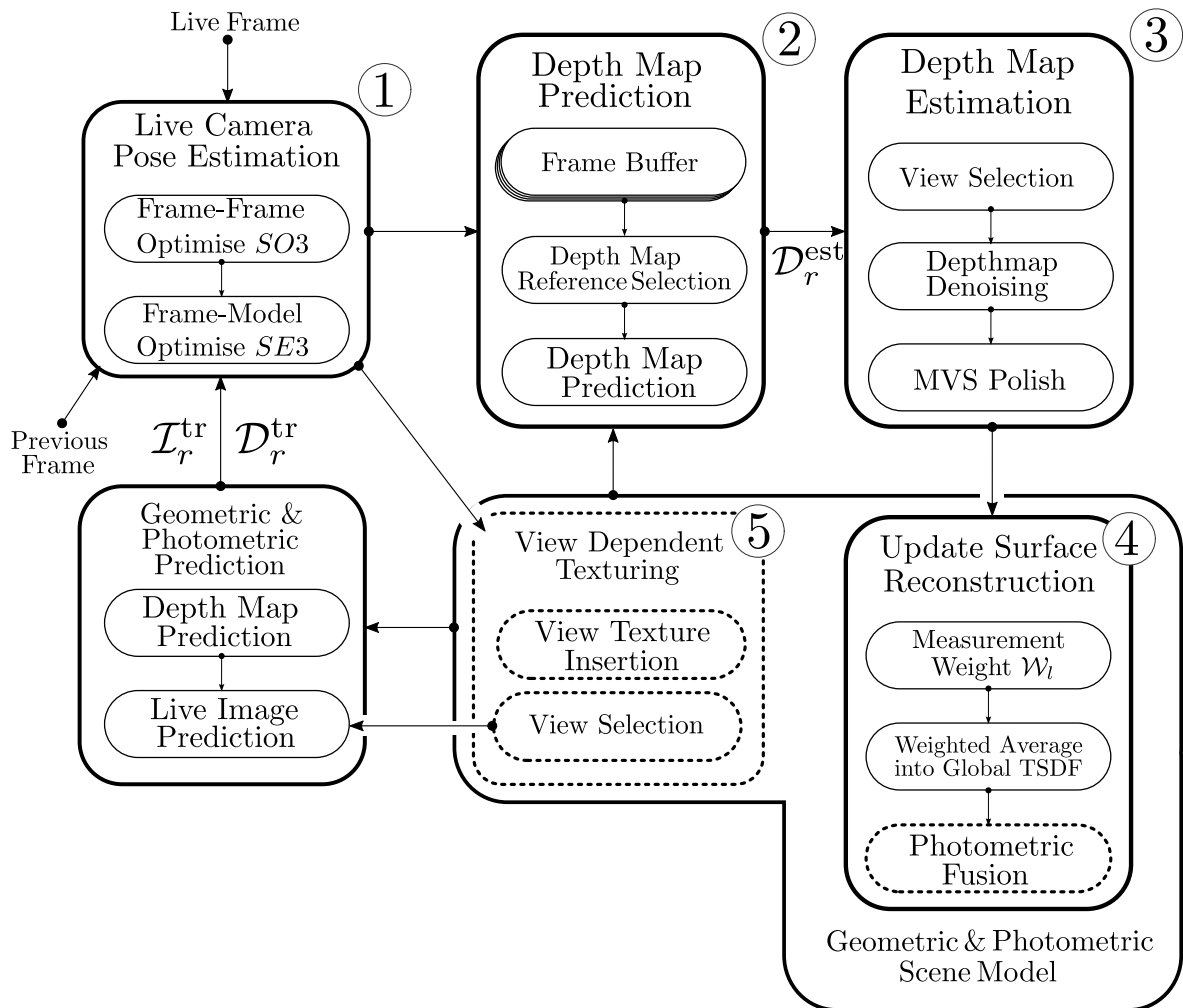 Live Frame
1
Live Camera
Pose Estimation
Frame-Frame
Optimise SO3
Frame-Model
Optimise SE3
Previous
Frame
ℐ_r^tr 𝒟_r^tr
2
Depth Map
Prediction
Frame Buffer
Depth Map
Reference Selection
Depth Map
Prediction
𝒟_r^est
3
Depth Map
Estimation
View Selection
Depthmap
Denoising
MVS Polish
Geometric &
Photometric
Prediction
Depth Map
Prediction
Live Image
Prediction
5
View Dependent
Texturing
View Texture
Insertion
View Selection
4
Update Surface
Reconstruction
Measurement
Weight 𝒲_l
Weighted Average
into Global TSDF
Photometric
Fusion
Geometric & Photometric
Scene Model